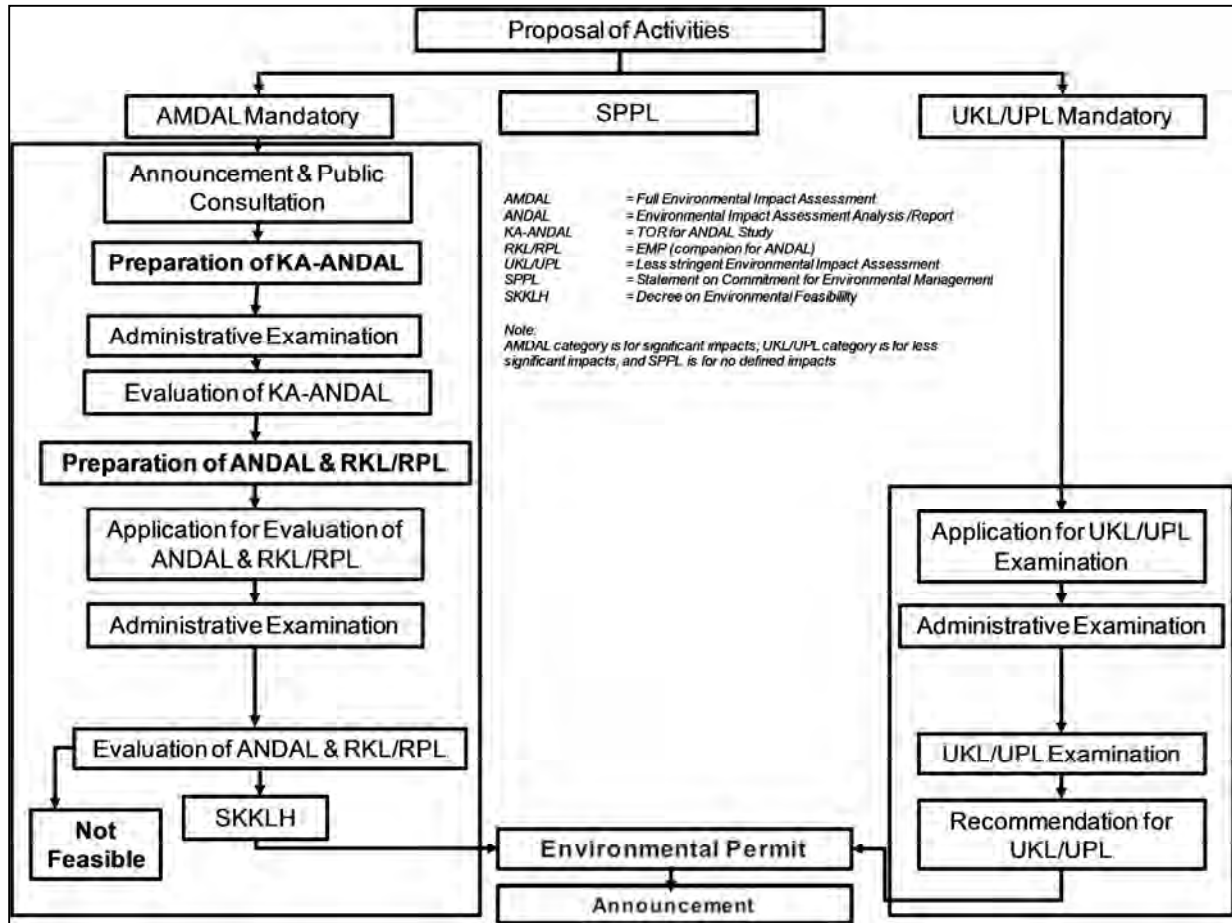 Proposal of Activities
AMDAL Mandatory
SPPL
UKL/UPL Mandatory
Announcement & Public
Consultation
Preparation of KA-ANDAL
Administrative Examination
Evaluation of KA-ANDAL
Preparation of ANDAL & RKL/RPL
Application for Evaluation of
ANDAL & RKL/RPL
Administrative Examination
Evaluation of ANDAL & RKL/RPL
Not
Feasible
SKKLH
AMDAL = Full Environmental Impact Assessment
ANDAL = Environmental Impact Assessment Analysis /Report
KA-ANDAL = TOR for ANDAL Study
RKL/RPL = EMP (companion for ANDAL)
UKL/UPL = Less stringent Environmental Impact Assessment
SPPL = Statement on Commitment for Environmental Management
SKKLH = Decree on Environmental Feasibility
Note:
AMDAL category is for significant impacts; UKL/UPL category is for less
significant impacts, and SPPL is for no defined impacts
Application for UKL/UPL
Examination
Administrative Examination
UKL/UPL Examination
Recommendation for
UKL/UPL
Environmental Permit
Announcement